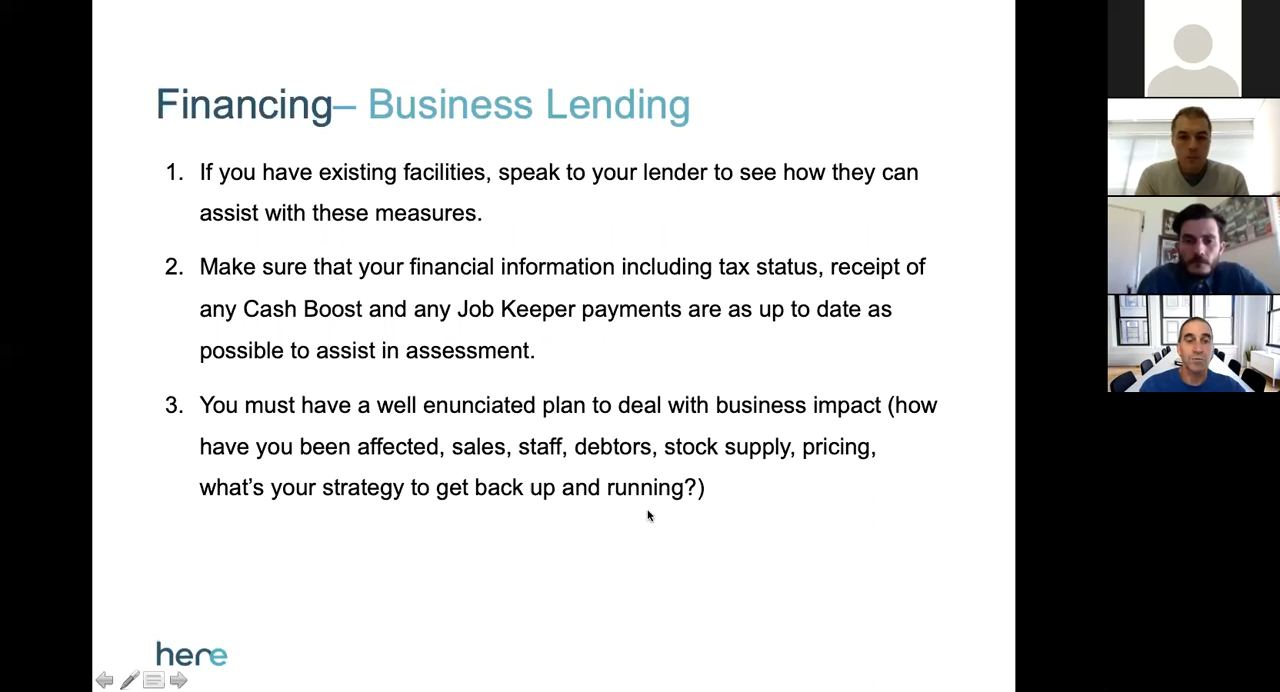 Financing– Business Lending
1. If you have existing facilities, speak to your lender to see how they can
assist with these measures.
2. Make sure that your financial information including tax status, receipt of
any Cash Boost and any Job Keeper payments are as up to date as
possible to assist in assessment.
3. You must have a well enunciated plan to deal with business impact (how
have you been affected, sales, staff, debtors, stock supply, pricing,
what’s your strategy to get back up and running?)
here